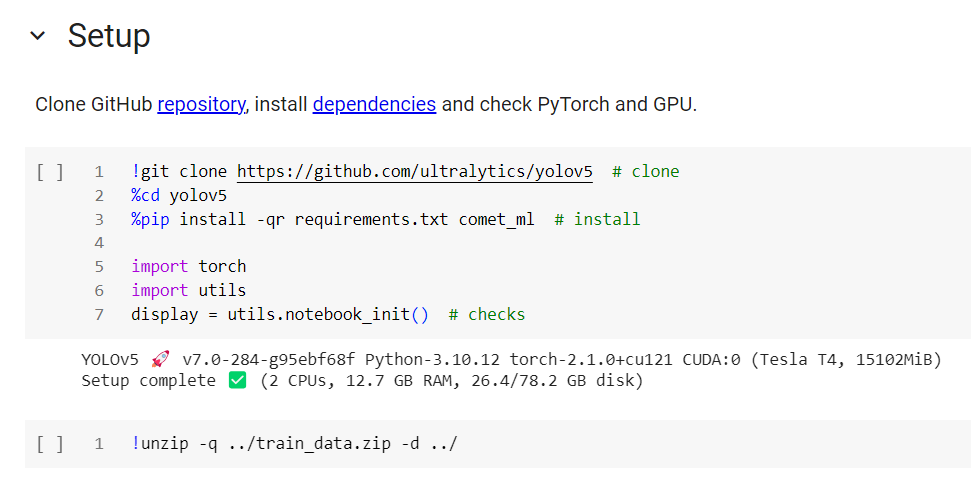 Setup
Clone GitHub repository, install dependencies and check PyTorch and GPU.
[ ] 1 !git clone https://github.com/ultralytics/yolov5  # clone
2 %cd yolov5
3 %pip install -qr requirements.txt comet_ml  # install
4
5 import torch
6 import utils
7 display = utils.notebook_init()  # checks
YOLOv5 🚀 v7.0-284-g95ebf68f Python-3.10.12 torch-2.1.0+cu121 CUDA:0 (Tesla T4, 15102MiB)
Setup complete ✅ (2 CPUs, 12.7 GB RAM, 26.4/78.2 GB disk)
[ ] 1 !unzip -q ../train_data.zip -d ../